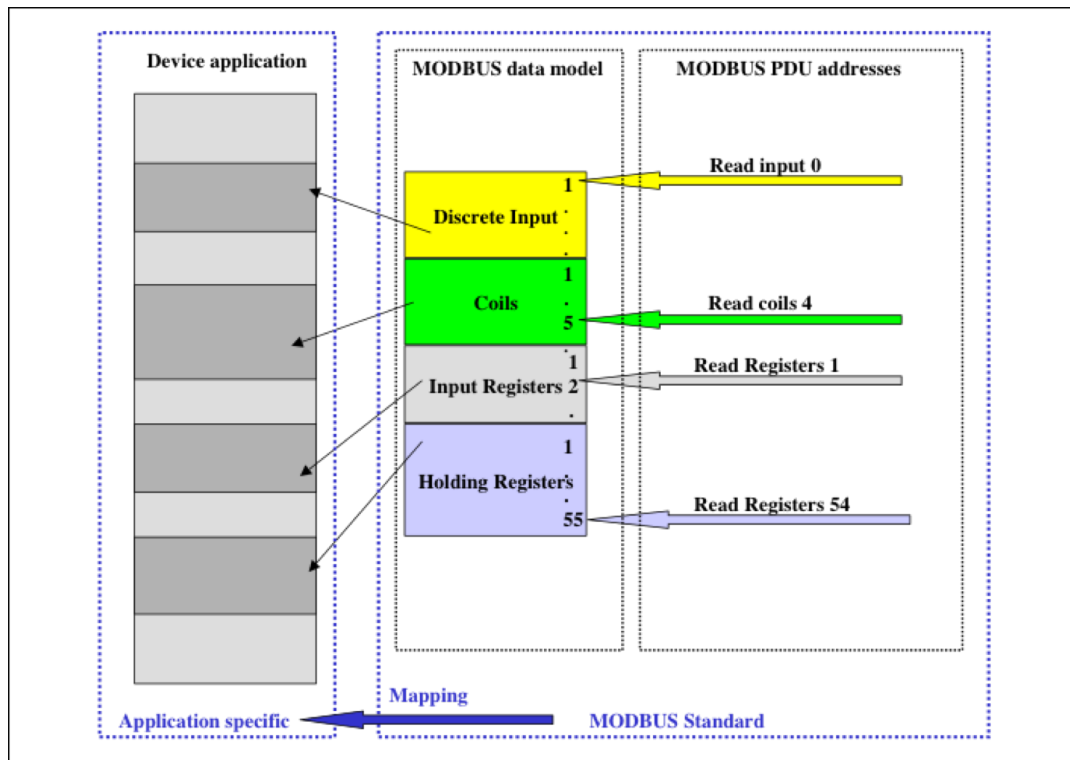 Device application
MODBUS data model
MODBUS PDU addresses
Read input 0
1
.
Discrete Input
.
.
1
Coils
.
Read coils 4
5
.
1
Read Registers 1
Input Registers 2
.
1
Holding Registers
.
.
55
Read Registers 54
Mapping
Application specific
MODBUS Standard